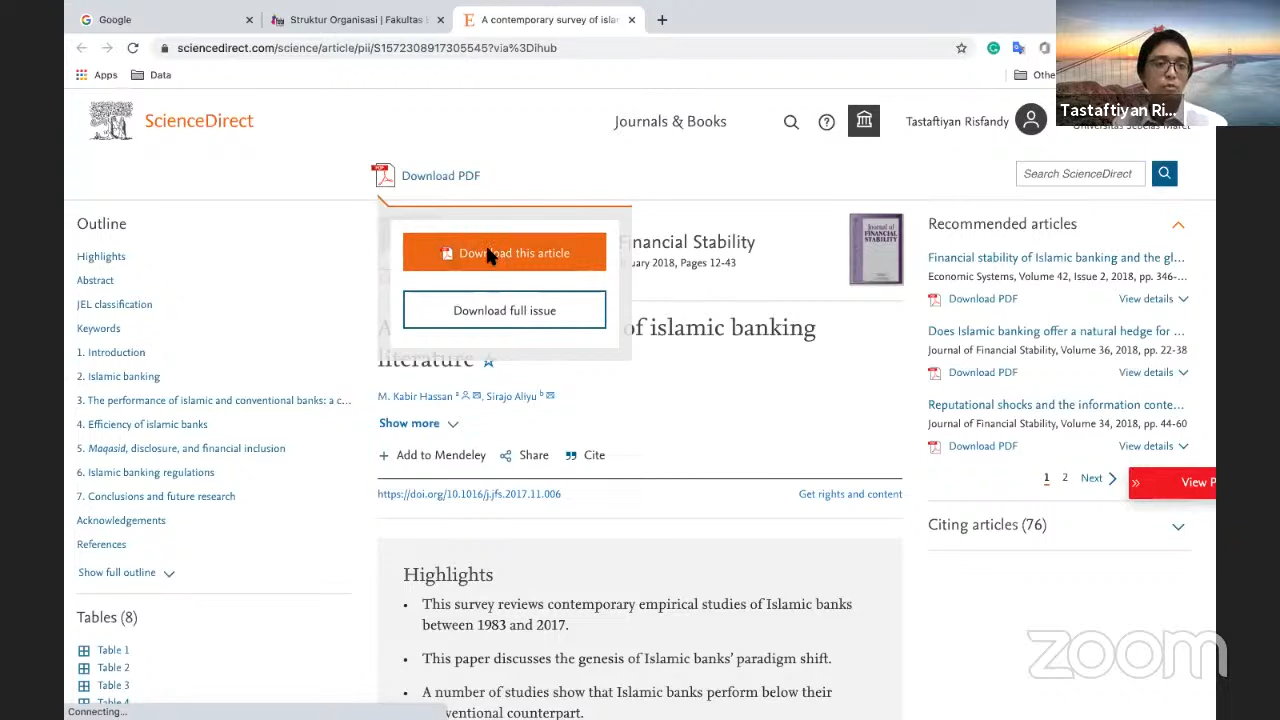 Google
Struktur Organisasi | Fakultas
A contemporary survey of isla
sciencedirect.com/science/article/pii/S1572308917305545?via%3Dihub
Apps
Data
Othe
Tastaftiyan Ri...
ScienceDirect
Journals & Books
Tastaftiyan Risfandy
Universitas Sebelas Maret
Download PDF
Search ScienceDirect
Outline
Highlights
Abstract
JEL classification
Keywords
1. Introduction
2. Islamic banking
3. The performance of islamic and conventional banks: a c...
4. Efficiency of islamic banks
5. Maqasid, disclosure, and financial inclusion
6. Islamic banking regulations
7. Conclusions and future research
Acknowledgements
References
Show full outline
Tables (8)
Table 1
Table 2
Table 3
Table 4
Connecting...
Download this article
Download full issue
Financial Stability
uary 2018, Pages 12-43
Journal of
FINANCIAL
STABILITY
A
of islamic banking
literature
M. Kabir Hassan a, Sirajo Aliyu b
Show more
Add to Mendeley
Share
Cite
https://doi.org/10.1016/j.jfs.2017.11.006
Get rights and content
Highlights
• This survey reviews contemporary empirical studies of Islamic banks
between 1983 and 2017.
• This paper discusses the genesis of Islamic banks' paradigm shift.
• A number of studies show that Islamic banks perform below their
ventional counterpart.
Recommended articles
Financial stability of Islamic banking and the gl...
Economic Systems, Volume 42, Issue 2, 2018, pp. 346-...
Download PDF
View details
Does Islamic banking offer a natural hedge for ...
Journal of Financial Stability, Volume 36, 2018, pp. 22-38
Download PDF
View details
Reputational shocks and the information conte...
Journal of Financial Stability, Volume 34, 2018, pp. 44-60
Download PDF
View details
1 2 Next
View P
Citing articles (76)
zoom